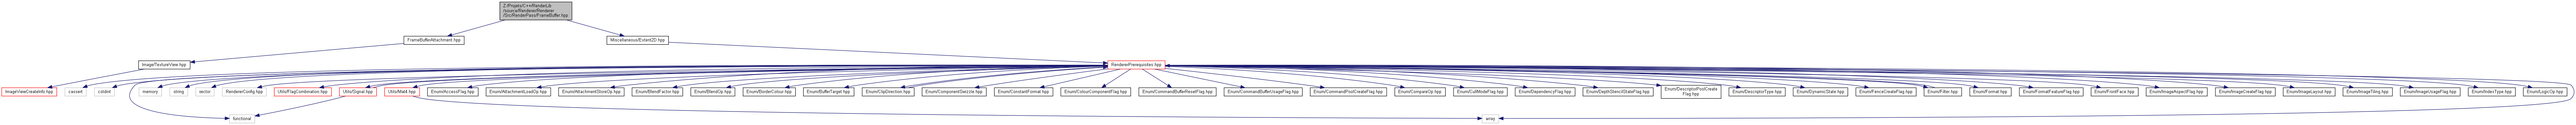 Z:/Projets/C++/RenderLib
/source/Renderer/Renderer
/Src/RenderPass/FrameBuffer.hpp
FrameBufferAttachment.hpp
Miscellaneous/Extent2D.hpp
ImageTextureView.hpp
RendererPrerequisites.hpp
ImageViewCreateInfo.hpp
cassert
cstdint
memory
string
vector
RendererConfig.hpp
Utils/FlagCombination.hpp
Utils/Signal.hpp
Utils/Mat4.hpp
Enum/AccessFlag.hpp
Enum/AttachmentLoadOp.hpp
Enum/AttachmentStoreOp.hpp
Enum/BlendFactor.hpp
Enum/BlendOp.hpp
Enum/BorderColour.hpp
Enum/BufferTarget.hpp
Enum/ClipDirection.hpp
Enum/ComponentSwizzle.hpp
Enum/ConstantFormat.hpp
Enum/ColourComponentFlag.hpp
Enum/CommandBufferResetFlag.hpp
Enum/CommandBufferUsageFlag.hpp
Enum/CommandPoolCreateFlag.hpp
Enum/CompareOp.hpp
Enum/CullModeFlag.hpp
Enum/DependencyFlag.hpp
Enum/DepthStencilStateFlag.hpp
Enum/DescriptorPoolCreate
Flag.hpp
Enum/DescriptorType.hpp
Enum/DynamicState.hpp
Enum/FenceCreateFlag.hpp
Enum/Filter.hpp
Enum/Format.hpp
Enum/FormatFeatureFlag.hpp
Enum/FrontFace.hpp
Enum/ImageAspectFlag.hpp
Enum/ImageCreateFlag.hpp
Enum/ImageLayout.hpp
Enum/ImageTiling.hpp
Enum/ImageUsageFlag.hpp
Enum/IndexType.hpp
Enum/LogicOp.hpp
functional
array